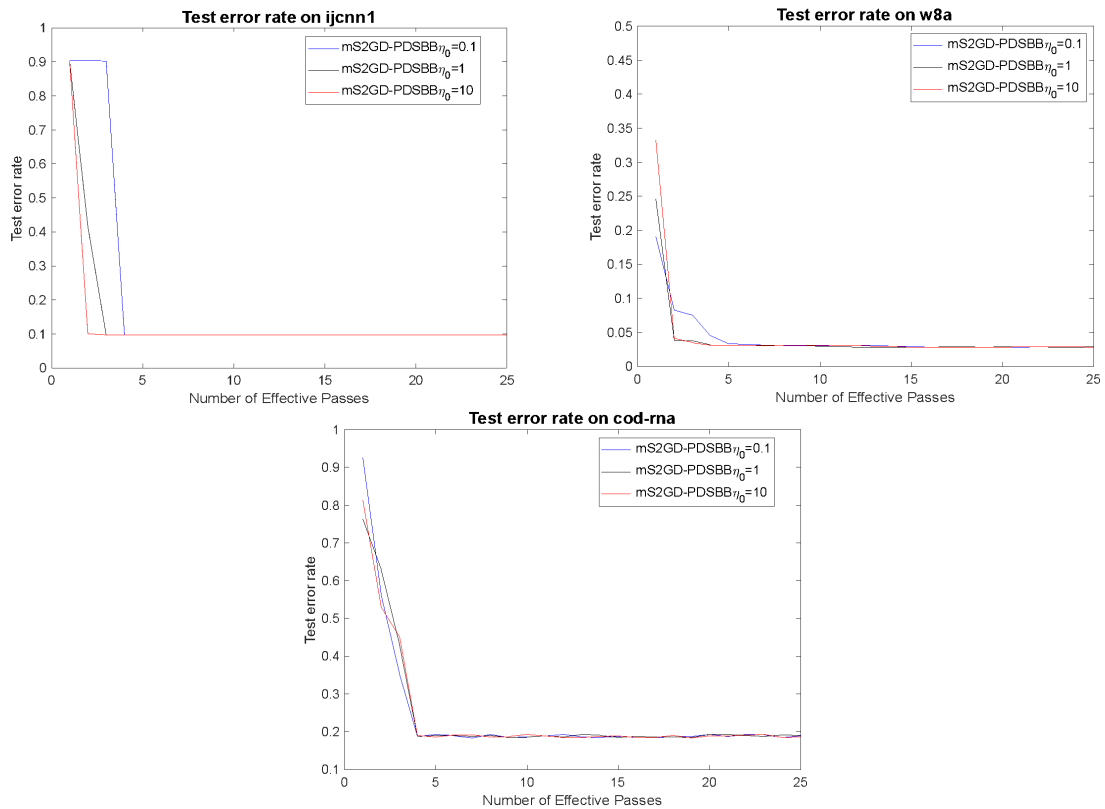 Test error rate on ijcnn1
mS2GD-PDSBBη0=0.1
mS2GD-PDSBBη0=1
mS2GD-PDSBBη0=10
Test error rate
1
0.9
0.8
0.7
0.6
0.5
0.4
0.3
0.2
0.1
0
0
5
10
15
20
25
Number of Effective Passes
Test error rate on w8a
mS2GD-PDSBBη0=0.1
mS2GD-PDSBBη0=1
mS2GD-PDSBBη0=10
Test error rate
0.5
0.45
0.4
0.35
0.3
0.25
0.2
0.15
0.1
0.05
0
0
5
10
15
20
25
Number of Effective Passes
Test error rate on cod-rna
mS2GD-PDSBBη0=0.1
mS2GD-PDSBBη0=1
mS2GD-PDSBBη0=10
Test error rate
1
0.9
0.8
0.7
0.6
0.5
0.4
0.3
0.2
0.1
0
5
10
15
20
25
Number of Effective Passes